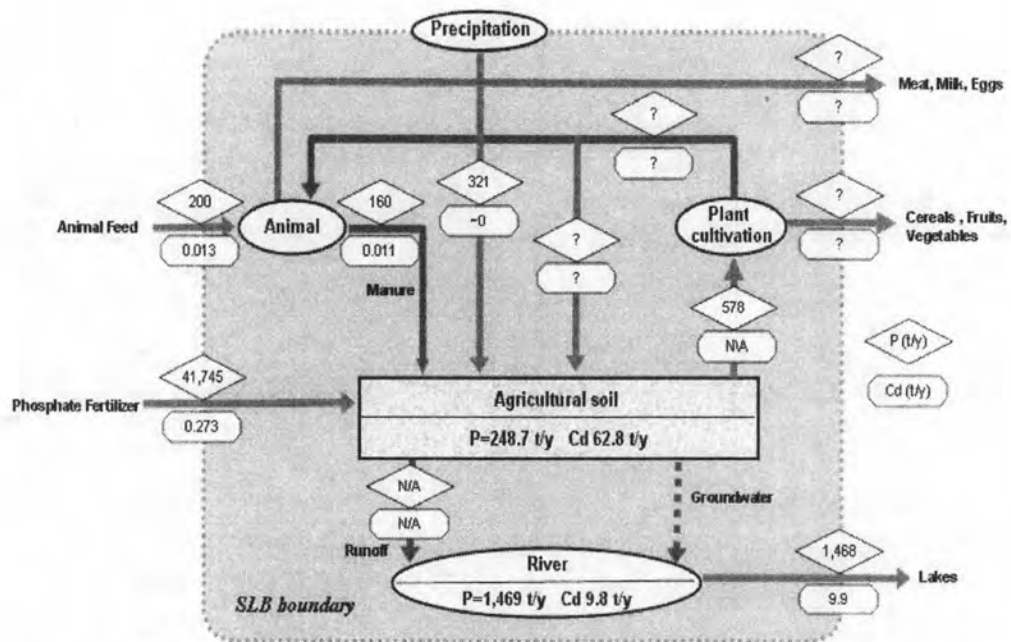 Precipitation
?
?
Meat, Milk, Eggs
?
?
200
Animal Feed
0.013
Animal
160
0.011
Manure
321
~0
?
?
Plant
cultivation
?
?
Cereals , Fruits,
Vegetables
578
N\A
P (t/y)
Cd (t/y)
41,745
Phosphate Fertilizer
0.273
Agricultural soil
P=248.7 t/y Cd 62.8 t/y
N/A
N/A
Runoff
Groundwater
River
P=1,469 t/y Cd 9.8 t/y
1,468
Lakes
9.9
SLB boundary